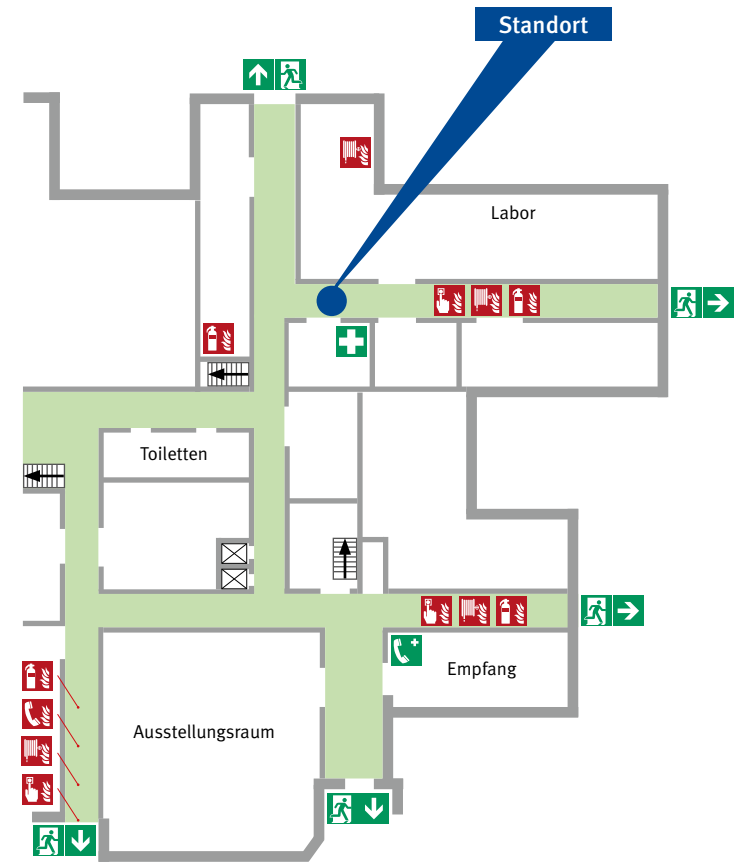 Standort
Labor
Toiletten
Empfang
Ausstellungsraum